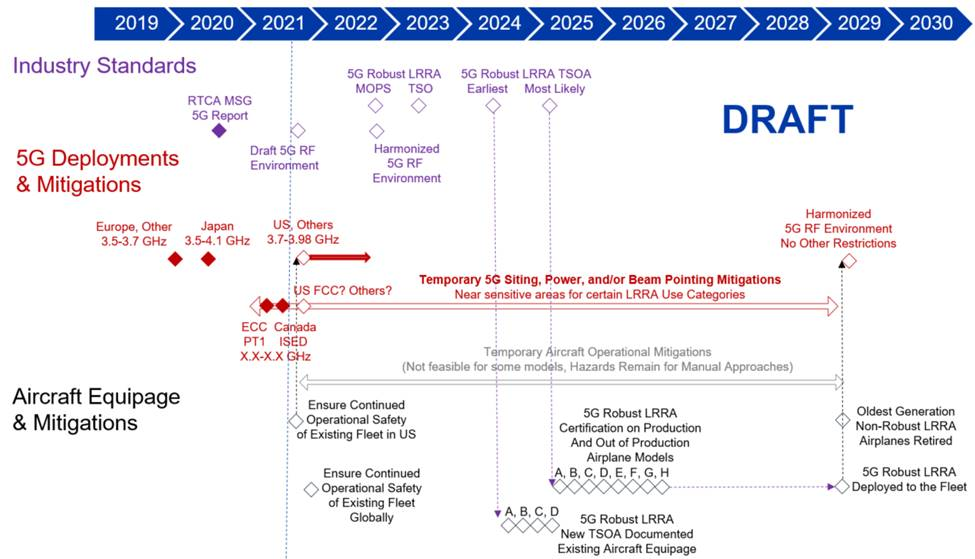 2019 2020 2021 2022 2023 2024 2025 2026 2028 2029 2030
Industry Standards
RTCA MSG
5G Report
5G Robust LRRA
MOPS TSO
5G Robust LRRA TSOA
Earliest Most Likely
DRAFT
Draft 5G RF
Environment
Harmonized
5G RF
Environment
5G Deployments
& Mitigations
Europe, Other
3.5-3.7 GHz
Japan
3.5-4.1 GHz
US, Others
3.7-3.98 GHz
Harmonized
5G RF Environment
No Other Restrictions
Temporary 5G Siting, Power, and/or Beam Pointing Mitigations
Near sensitive areas for certain LRRA Use Categories
US FCC? Others?
ECC Canada
PT1 ISED
X.X-X.X GHz
Temporary Aircraft Operational Mitigations
(Not feasible for some models, Hazards Remain for Manual Approaches)
Aircraft Equipage
& Mitigations
Ensure Continued
Operational Safety
of Existing Fleet in US
5G Robust LRRA
Certification on Production
And Out of Production
Airplane Models
A, B, C, D, E, F, G, H
Oldest Generation
Non-Robust LRRA
Airplanes Retired
Ensure Continued
Operational Safety
of Existing Fleet
Globally
5G Robust LRRA
Deployed to the Fleet
A, B, C, D
5G Robust LRRA
New TSOA Documented
Existing Aircraft Equipage